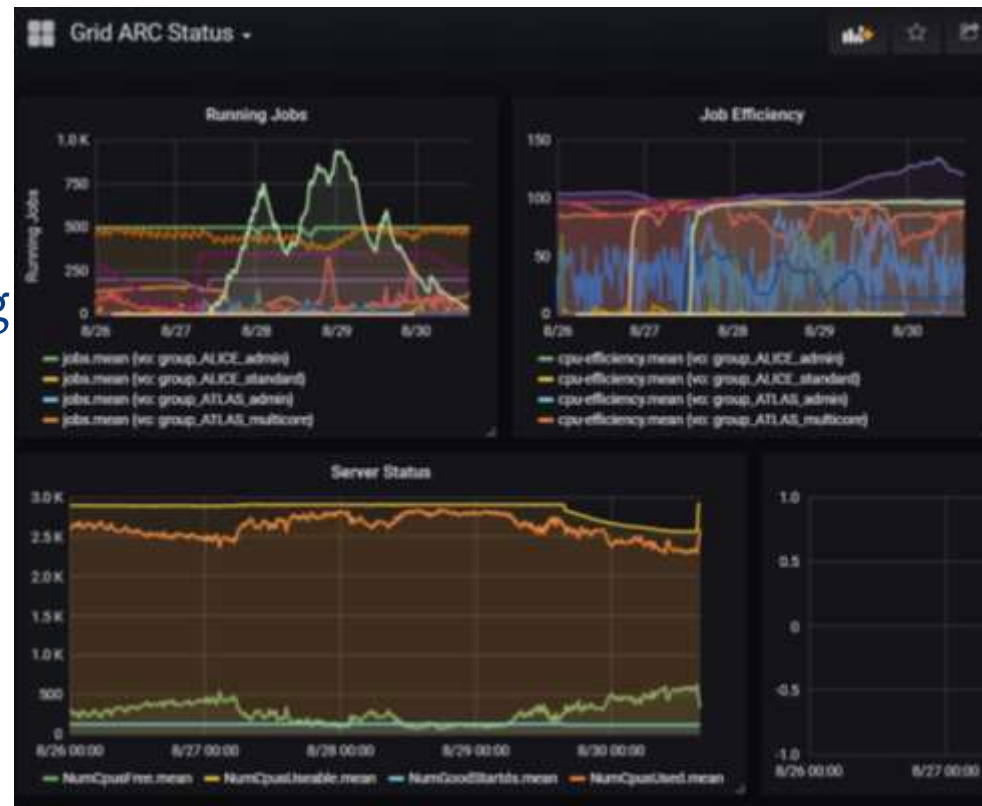 Grid ARC Status
g
Running Jobs
1.0 K
750
500
250
0
Running Jobs
8/26 8/27 8/28 8/29 8/30
jobs.mean (vo: group_ALICE_admin)
jobs.mean (vo: group_ALICE_standard)
jobs.mean (vo: group_ATLAS_admin)
jobs.mean (vo: group_ATLAS_multicore)
Job Efficiency
150
100
50
0
8/26 8/27 8/28 8/29 8/30
cpu-efficiency.mean (vo: group_ALICE_admin)
cpu-efficiency.mean (vo: group_ALICE_standard)
cpu-efficiency.mean (vo: group_ATLAS_admin)
cpu-efficiency.mean (vo: group_ATLAS_multicore)
Server Status
3.0 K
2.5 K
2.0 K
1.5 K
1.0 K
500
0
8/26 00:00 8/27 00:00 8/28 00:00 8/29 00:00 8/30 00:00
NumCpusFree.mean NumCpusUseable.mean NumGoodStartds.mean NumCpusUsed.mean
1.0
0.5
0
-0.5
-1.0
8/26 00:00 8/27 00:00